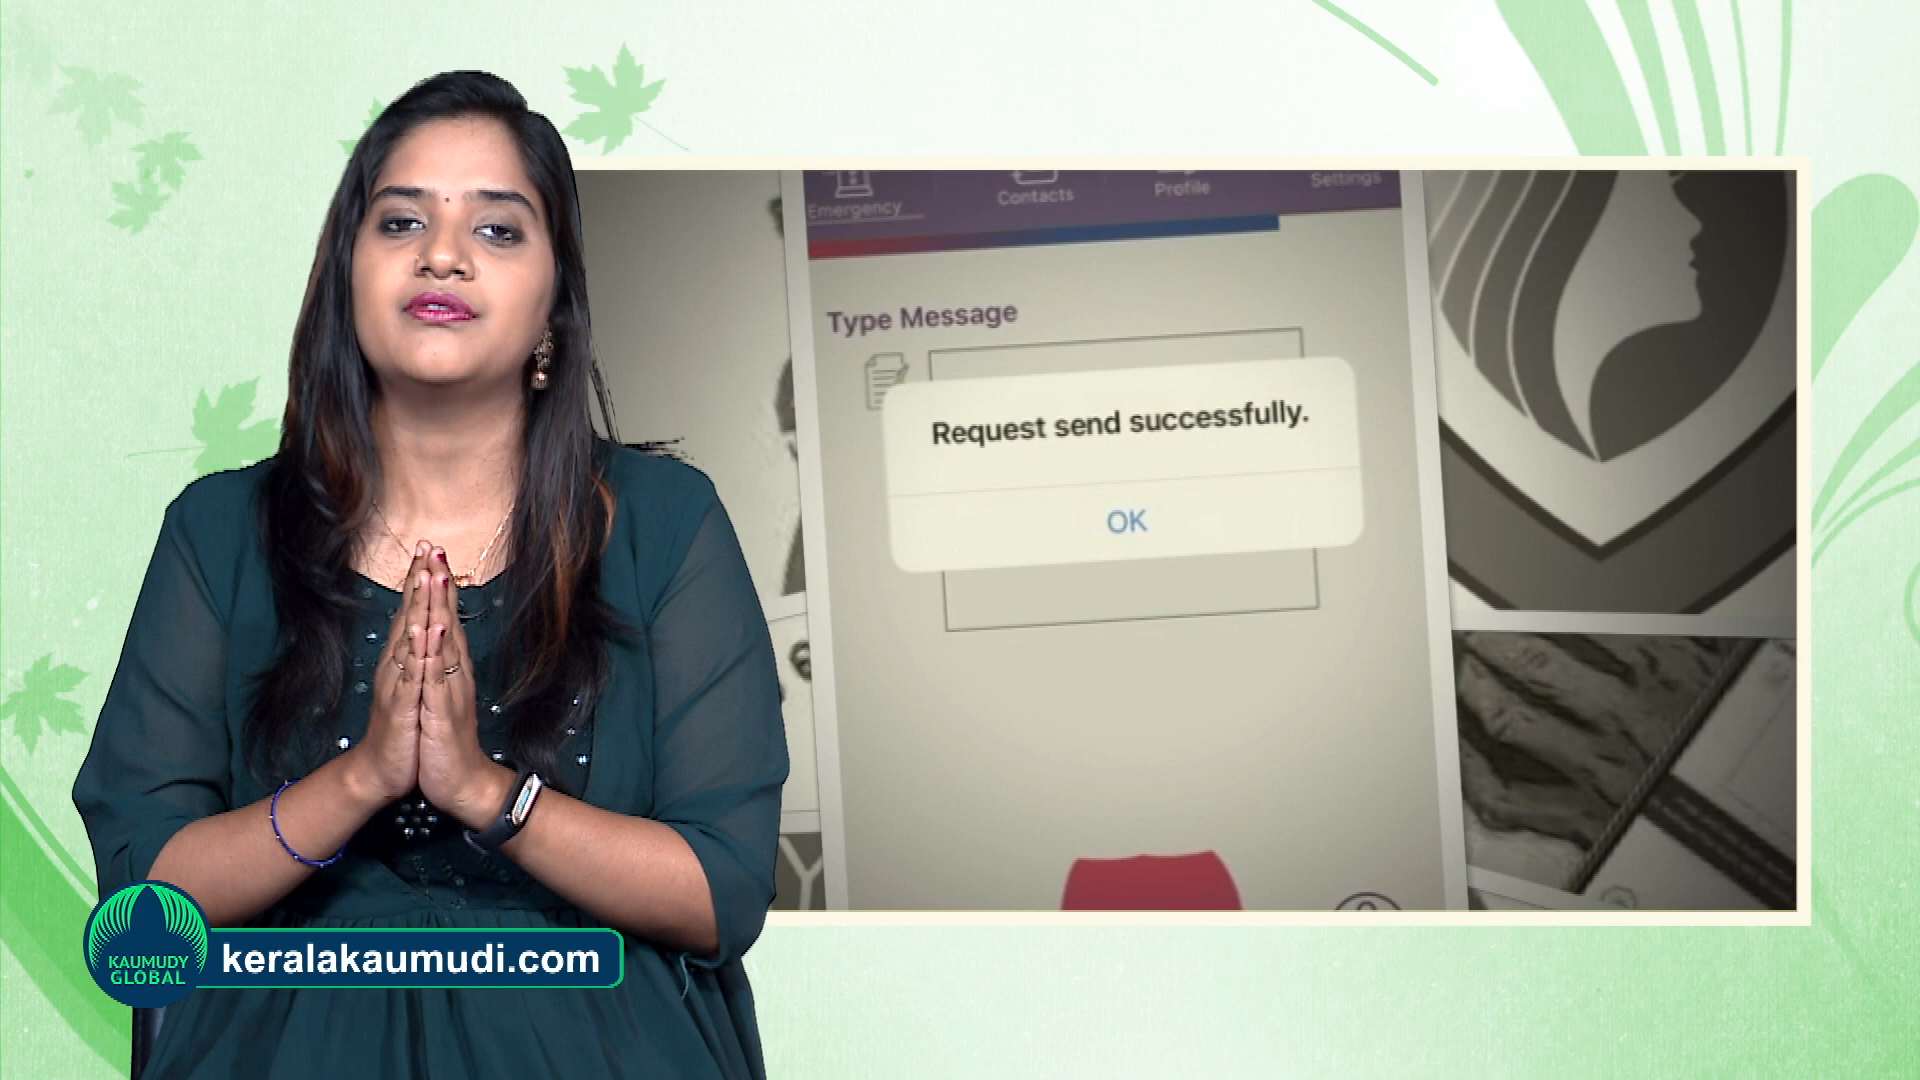 Emergency
Contacts
Profile
Settings
Type Message
Request send successfully.
OK
KAUMUDY
GLOBAL
keralakaumudi.com